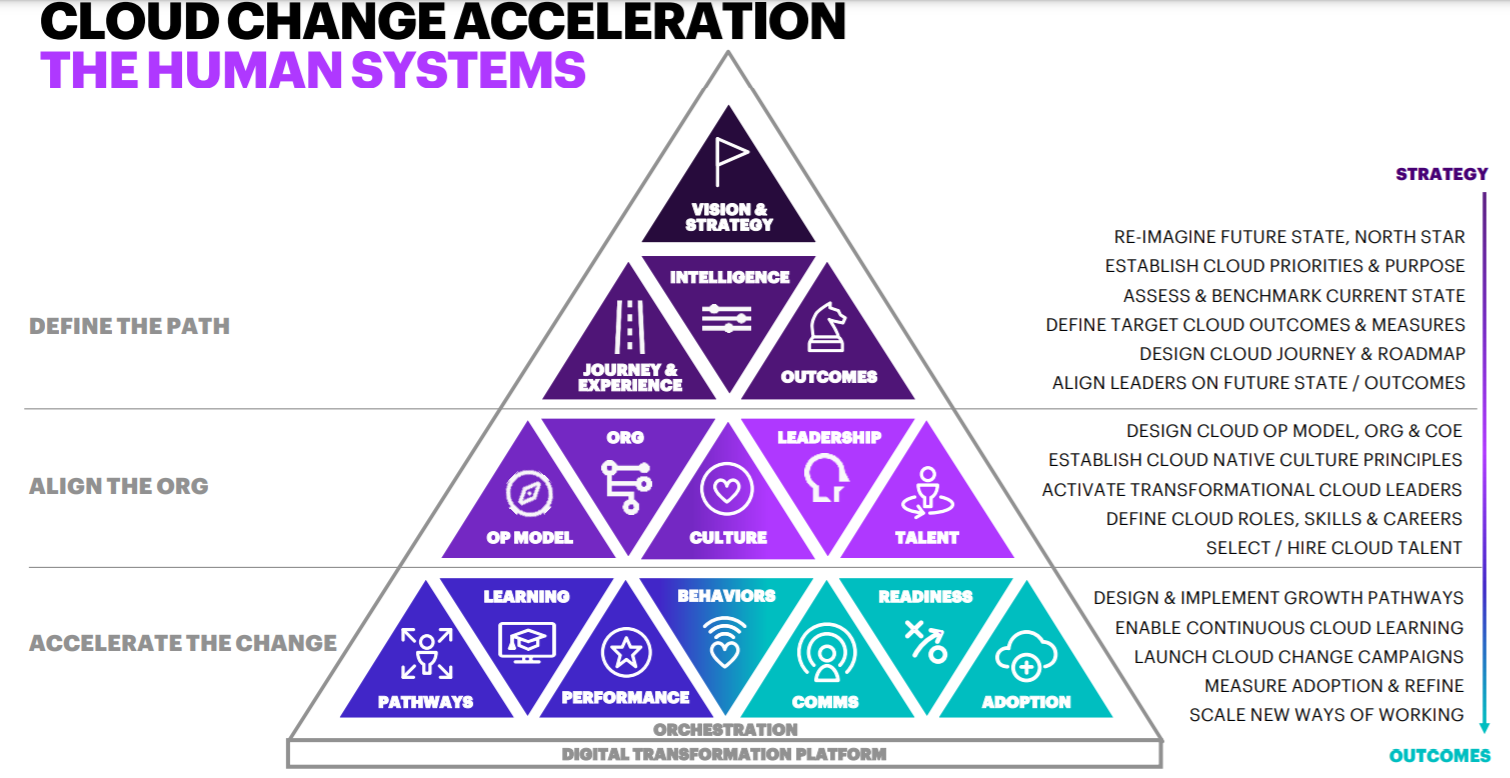 CLOUD CHANGE ACCELERATION
THE HUMAN SYSTEMS
VISION &
STRATEGY
INTELLIGENCE
JOURNEY &
EXPERIENCE
OUTCOMES
DEFINE THE PATH
STRATEGY
RE-IMAGINE FUTURE STATE, NORTH STAR
ESTABLISH CLOUD PRIORITIES & PURPOSE
ASSESS & BENCHMARK CURRENT STATE
DEFINE TARGET CLOUD OUTCOMES & MEASURES
DESIGN CLOUD JOURNEY & ROADMAP
ALIGN LEADERS ON FUTURE STATE / OUTCOMES
ALIGN THE ORG
ORG
LEADERSHIP
OP MODEL
CULTURE
TALENT
DESIGN CLOUD OP MODEL, ORG & COE
ESTABLISH CLOUD NATIVE CULTURE PRINCIPLES
ACTIVATE TRANSFORMATIONAL CLOUD LEADERS
DEFINE CLOUD ROLES, SKILLS & CAREERS
SELECT / HIRE CLOUD TALENT
ACCELERATE THE CHANGE
LEARNING
BEHAVIORS
READINESS
PATHWAYS
PERFORMANCE
COMMS
ADOPTION
DESIGN & IMPLEMENT GROWTH PATHWAYS
ENABLE CONTINUOUS CLOUD LEARNING
LAUNCH CLOUD CHANGE CAMPAIGNS
MEASURE ADOPTION & REFINE
SCALE NEW WAYS OF WORKING
ORCHESTRATION
DIGITAL TRANSFORMATION PLATFORM
OUTCOMES